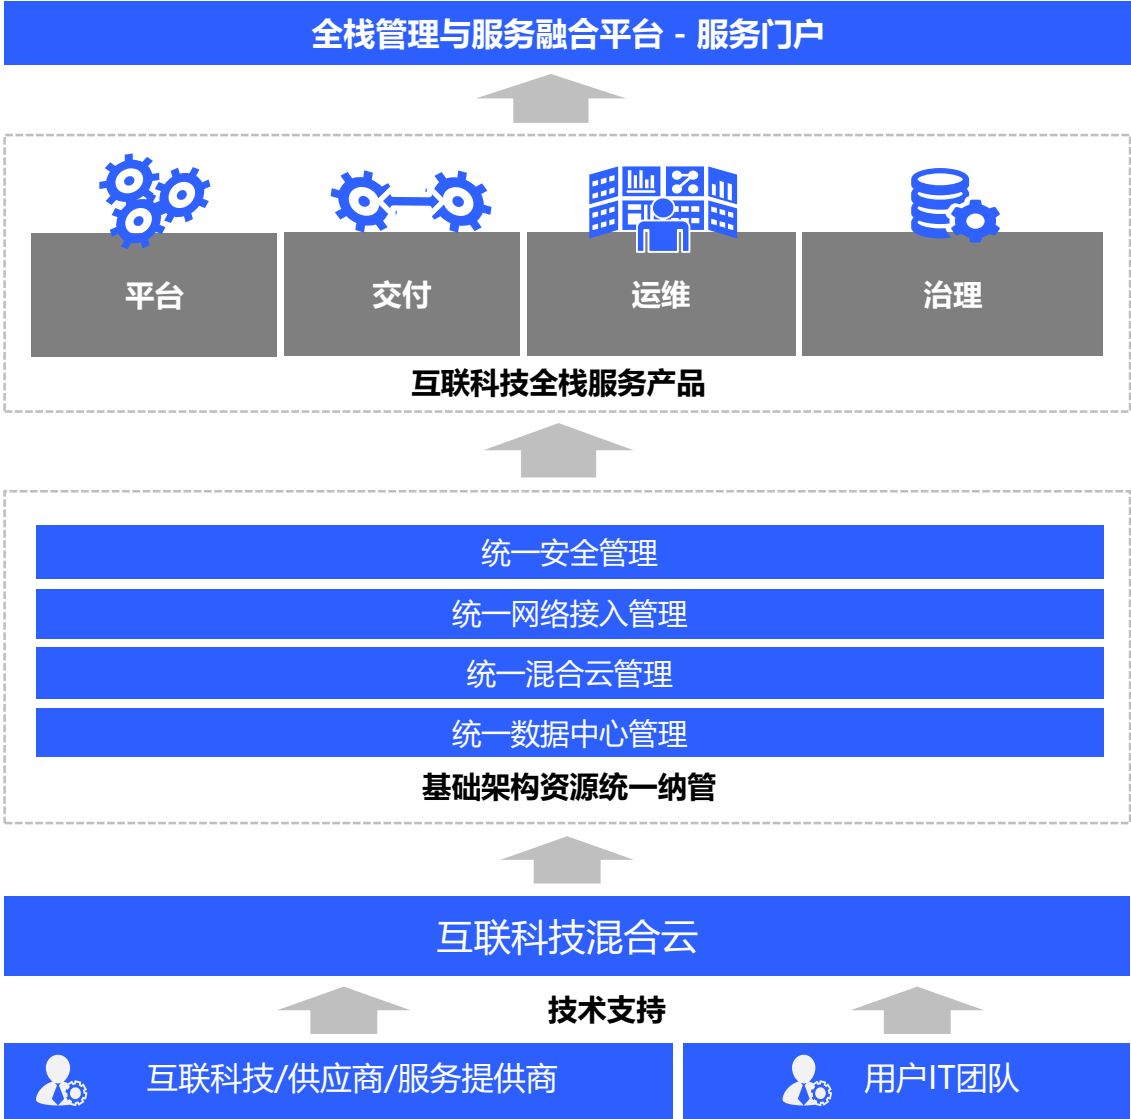 全栈管理与服务融合平台 - 服务门户
平台
交付
运维
治理
互联科技全栈服务产品
统一安全管理
统一网络接入管理
统一混合云管理
统一数据中心管理
基础架构资源统一纳管
互联科技混合云
技术支持
互联科技/供应商/服务提供商
用户IT团队